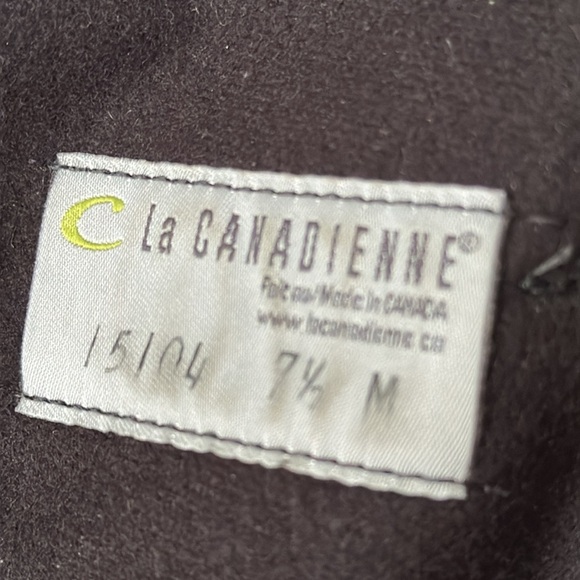 C La CANADIENNE®
Fait au/Made in CANADA
www.lacanadienne.ca
15104 7½ M